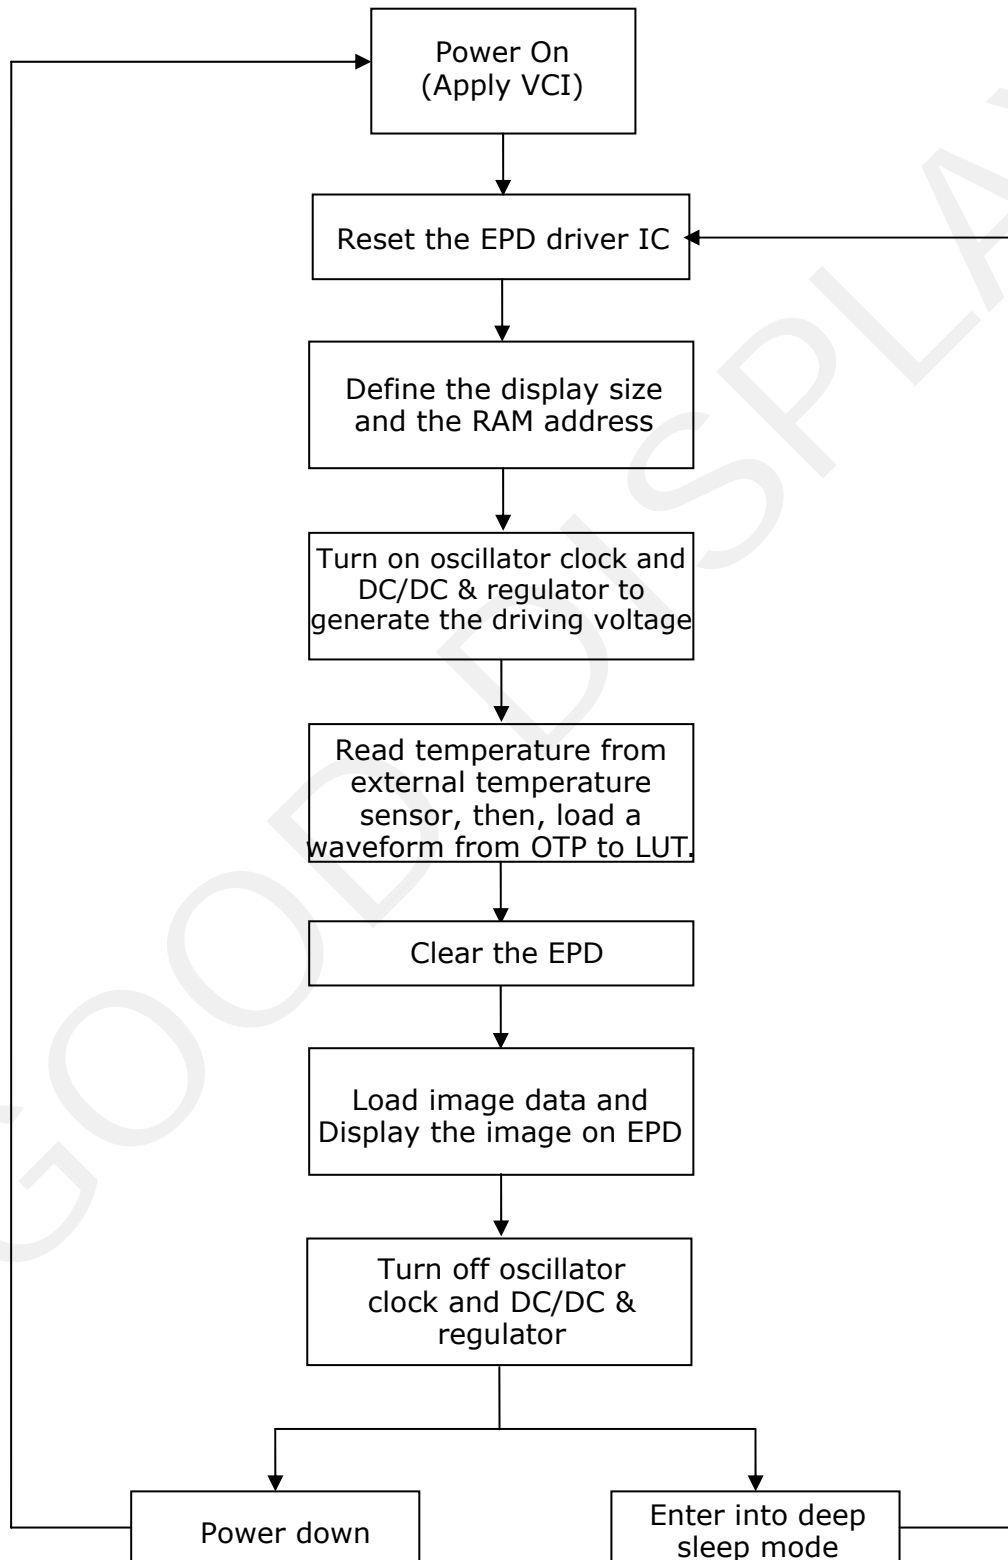 Power On
(Apply VCI)
Reset the EPD driver IC
Define the display size
and the RAM address
Turn on oscillator clock and
DC/DC & regulator to
generate the driving voltage
Read temperature from
external temperature
sensor, then, load a
waveform from OTP to LUT.
Clear the EPD
Load image data and
Display the image on EPD
Turn off oscillator
clock and DC/DC &
regulator
Power down
Enter into deep
sleep mode
GOOD DISPLAY